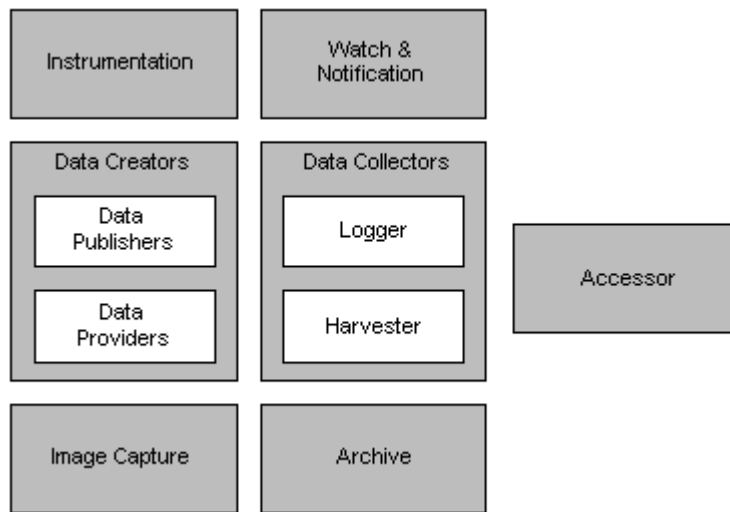 Instrumentation
Watch &
Notification
Data Creators
Data
Publishers
Data
Providers
Data Collectors
Logger
Harvester
Accessor
Image Capture
Archive